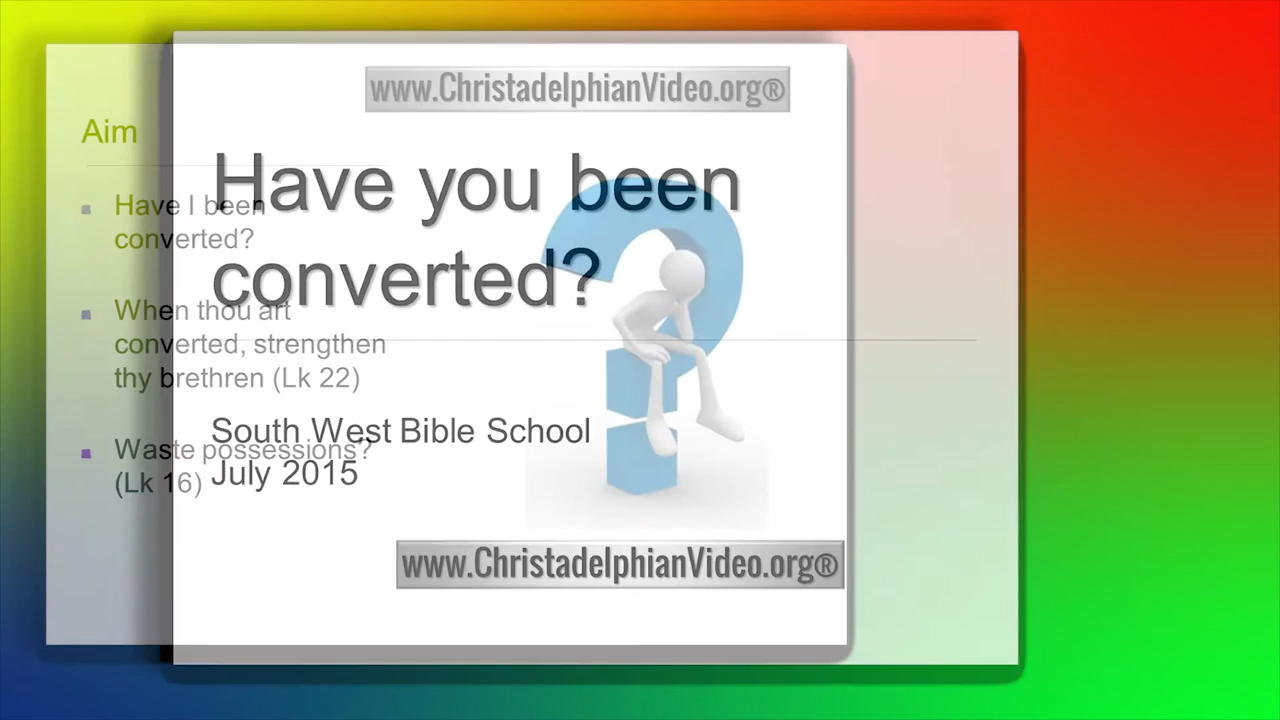 www.ChristadelphianVideo.org®
Aim
Have you been
converted?
Have I been
converted?
When thou art
converted, strengthen
thy brethren (Lk 22)
South West Bible School
July 2015
Waste possessions?
(Lk 16)
www.ChristadelphianVideo.org®